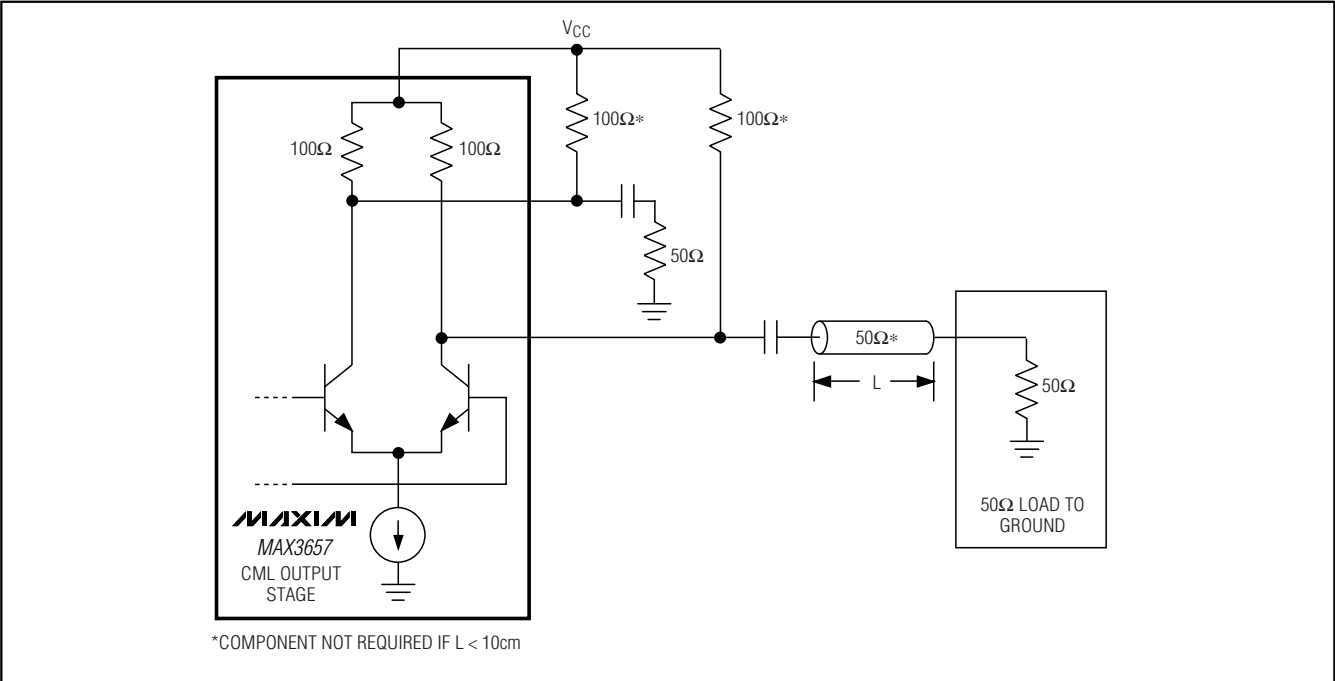 VCC
100Ω*
100Ω*
100Ω
100Ω
50Ω
50Ω*
L
50Ω
50Ω LOAD TO
GROUND
MAXIM
MAX3657
CML OUTPUT
STAGE
*COMPONENT NOT REQUIRED IF L < 10cm